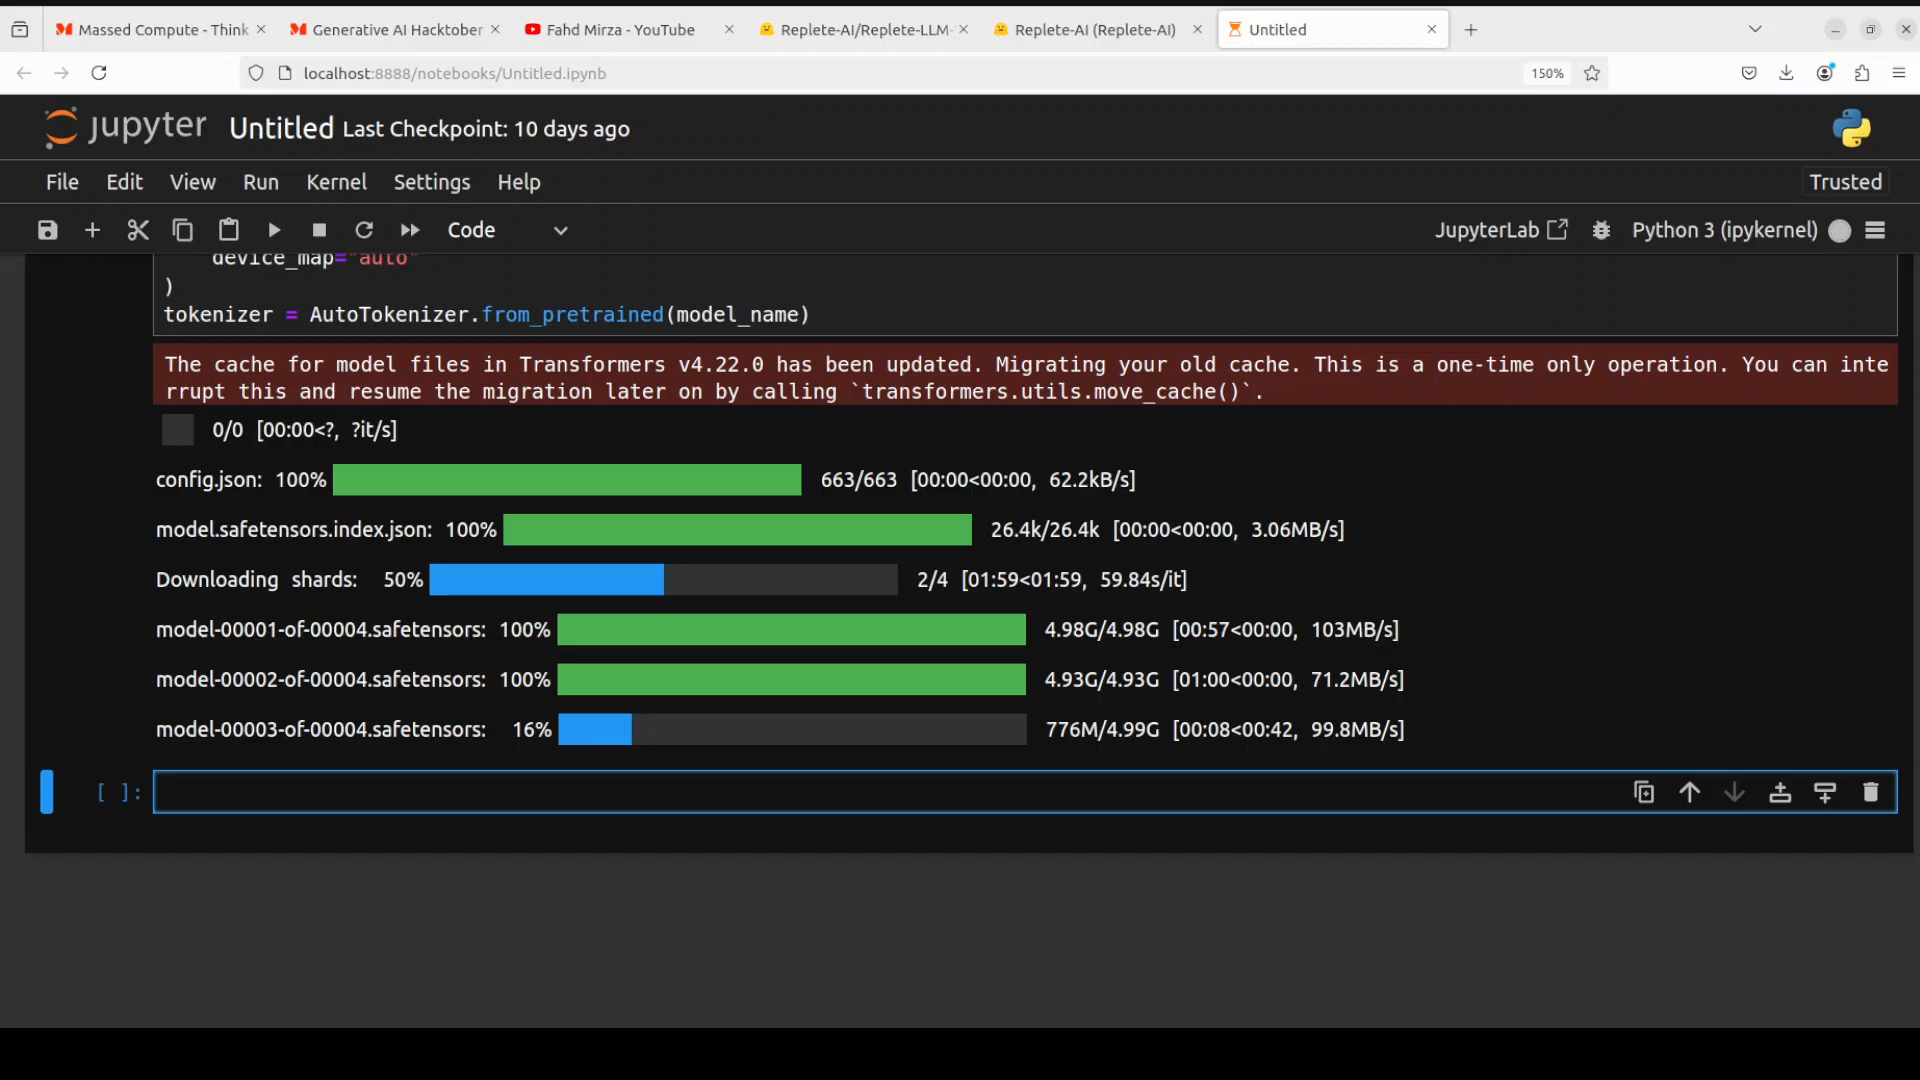 Massed Compute - Think
Generative AI Hacktober
Fahd Mirza - YouTube
Replete-AI/Replete-LLM-
Replete-AI (Replete-AI)
Untitled
localhost:8888/notebooks/Untitled.ipynb
150%
jupyter Untitled Last Checkpoint: 10 days ago
File Edit View Run Kernel Settings Help
Trusted
Code
JupyterLab
Python 3 (ipykernel)
device_map="auto"
)
tokenizer = AutoTokenizer.from_pretrained(model_name)
The cache for model files in Transformers v4.22.0 has been updated. Migrating your old cache. This is a one-time only operation. You can inte
rrupt this and resume the migration later on by calling `transformers.utils.move_cache()`.
0/0 [00:00<?, ?it/s]
config.json: 100% 663/663 [00:00<00:00, 62.2kB/s]
model.safetensors.index.json: 100% 26.4k/26.4k [00:00<00:00, 3.06MB/s]
Downloading shards: 50% 2/4 [01:59<01:59, 59.84s/it]
model-00001-of-00004.safetensors: 100% 4.98G/4.98G [00:57<00:00, 103MB/s]
model-00002-of-00004.safetensors: 100% 4.93G/4.93G [01:00<00:00, 71.2MB/s]
model-00003-of-00004.safetensors: 16% 776M/4.99G [00:08<00:42, 99.8MB/s]
[ ]: